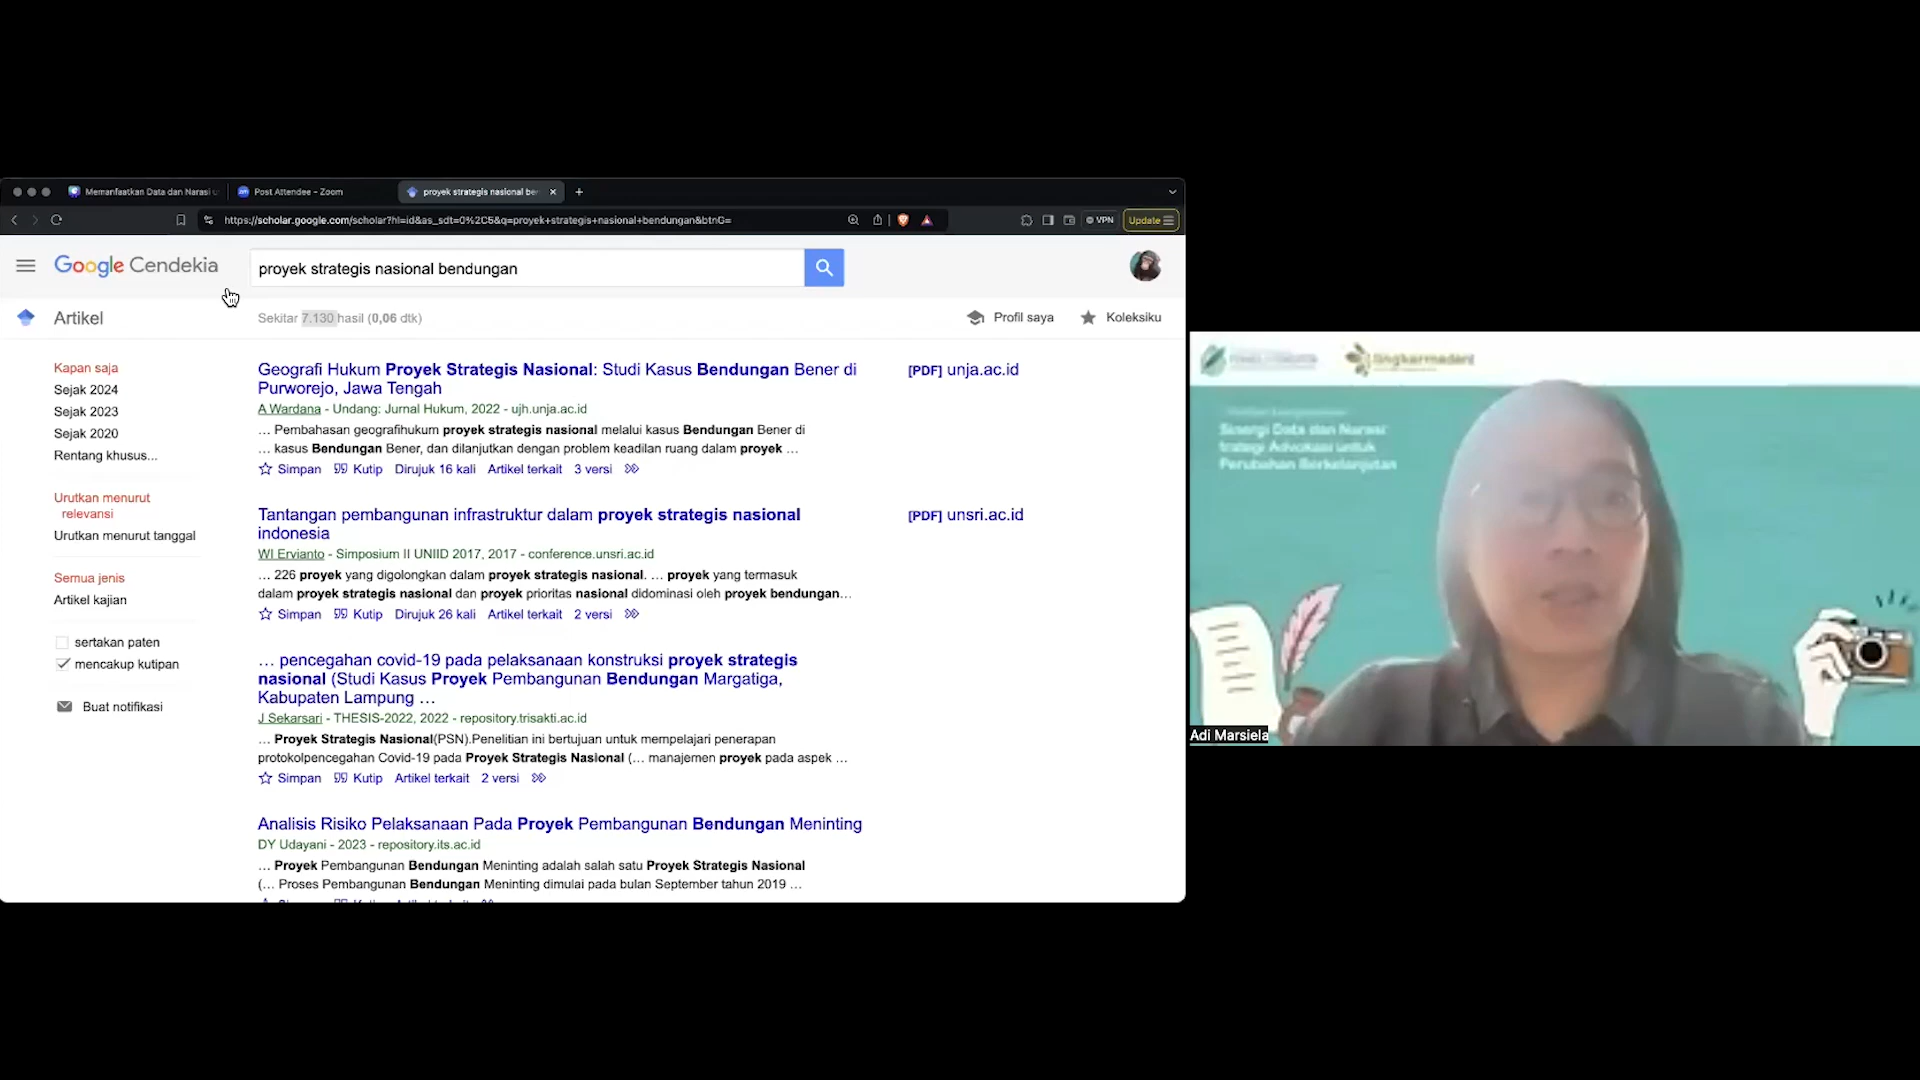 Memanfaatkan Data dan Narasi u
Post Attendee - Zoom
proyek strategis nasional be
https://scholar.google.com/scholar?hl=id&as_sdt=0%2C5&q=proyek+strategis+nasional+bendungan&btnG=
VPN
Update
Google Cendekia
proyek strategis nasional bendungan
Artikel
Sekitar 7.130 hasil (0,06 dtk)
Profil saya
Koleksiku
Kapan saja
Sejak 2024
Sejak 2023
Sejak 2020
Rentang khusus...
Urutkan menurut
relevansi
Urutkan menurut tanggal
Semua jenis
Artikel kajian
sertakan paten
mencakup kutipan
Buat notifikasi
Geografi Hukum Proyek Strategis Nasional: Studi Kasus Bendungan Bener di
Purworejo, Jawa Tengah
A Wardana - Undang: Jurnal Hukum, 2022 - ujh.unja.ac.id
… Pembahasan geografihukum proyek strategis nasional melalui kasus Bendungan Bener di
… kasus Bendungan Bener, dan dilanjutkan dengan problem keadilan ruang dalam proyek …
Simpan Kutip Dirujuk 16 kali Artikel terkait 3 versi
[PDF] unja.ac.id
Tantangan pembangunan infrastruktur dalam proyek strategis nasional
indonesia
WI Ervianto - Simposium II UNIID 2017, 2017 - conference.unsri.ac.id
… 226 proyek yang digolongkan dalam proyek strategis nasional. … proyek yang termasuk
dalam proyek strategis nasional dan proyek prioritas nasional didominasi oleh proyek bendungan…
Simpan Kutip Dirujuk 26 kali Artikel terkait 2 versi
[PDF] unsri.ac.id
… pencegahan covid-19 pada pelaksanaan konstruksi proyek strategis
nasional (Studi Kasus Proyek Pembangunan Bendungan Margatiga,
Kabupaten Lampung …
J Sekarsari - THESIS-2022, 2022 - repository.trisakti.ac.id
… Proyek Strategis Nasional(PSN).Penelitian ini bertujuan untuk mempelajari penerapan
protokolpencegahan Covid-19 pada Proyek Strategis Nasional (… manajemen proyek pada aspek …
Simpan Kutip Artikel terkait 2 versi
Analisis Risiko Pelaksanaan Pada Proyek Pembangunan Bendungan Meninting
DY Udayani - 2023 - repository.its.ac.id
… Proyek Pembangunan Bendungan Meninting adalah salah satu Proyek Strategis Nasional
(… Proses Pembangunan Bendungan Meninting dimulai pada bulan September tahun 2019 …
lingkarmadani
Sinergi Data dan Narasi
trategi Advokasi untuk
Perubahan Berkelanjutan
Adi Marsiela